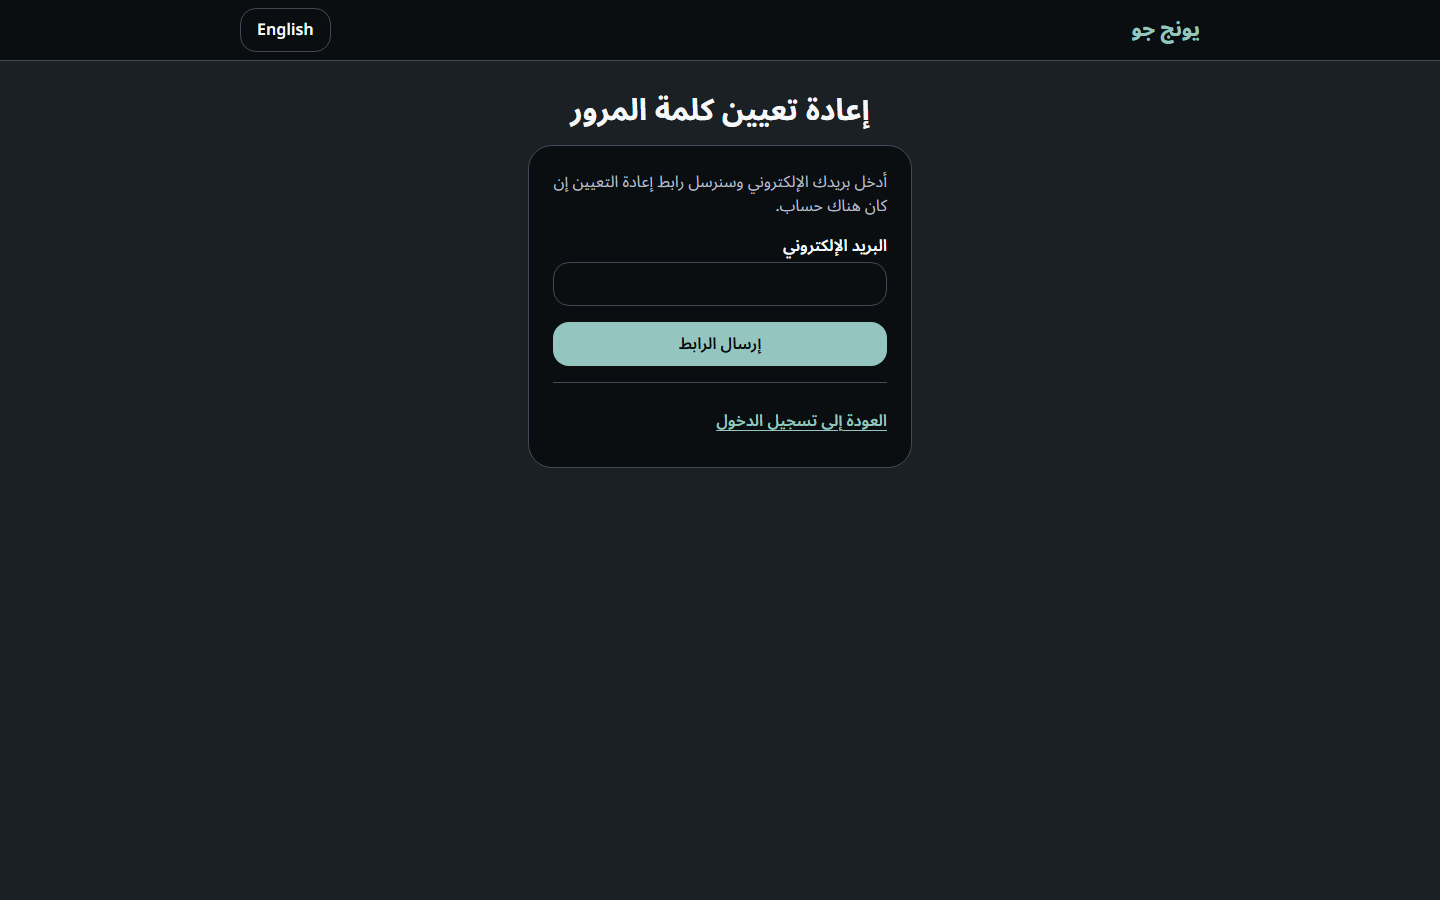 يونج جو
English
إعادة تعيين كلمة المرور
أدخل بريدك الإلكتروني وسنرسل رابط إعادة التعيين إن
كان هناك حساب.
البريد الإلكتروني
إرسال الرابط
العودة إلى تسجيل الدخول